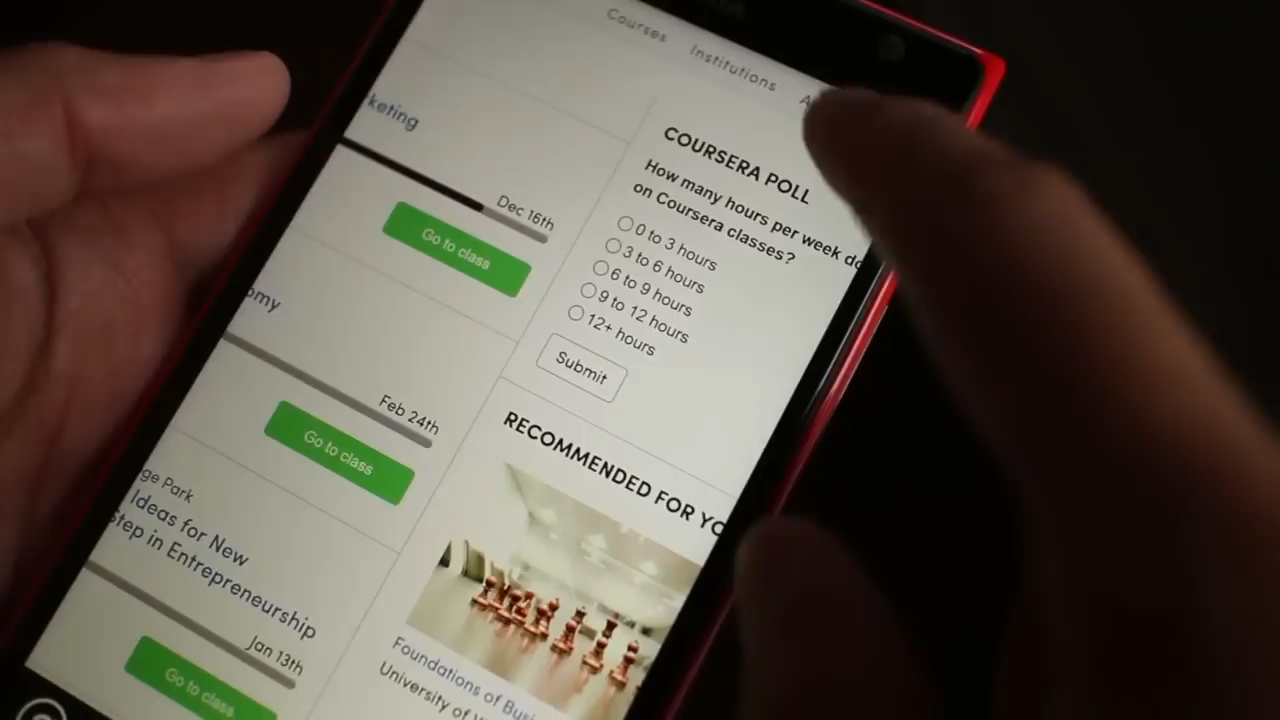 Courses Institutions
keting
Dec 16th
Go to class
omy
Feb 24th
Go to class
ge Park
Ideas for New
Step in Entrepreneurship
Jan 13th
Go to class
COURSERA POLL
How many hours per week do
on Coursera classes?
0 to 3 hours
3 to 6 hours
6 to 9 hours
9 to 12 hours
12+ hours
Submit
RECOMMENDED FOR YO
Foundations of Busi
University of